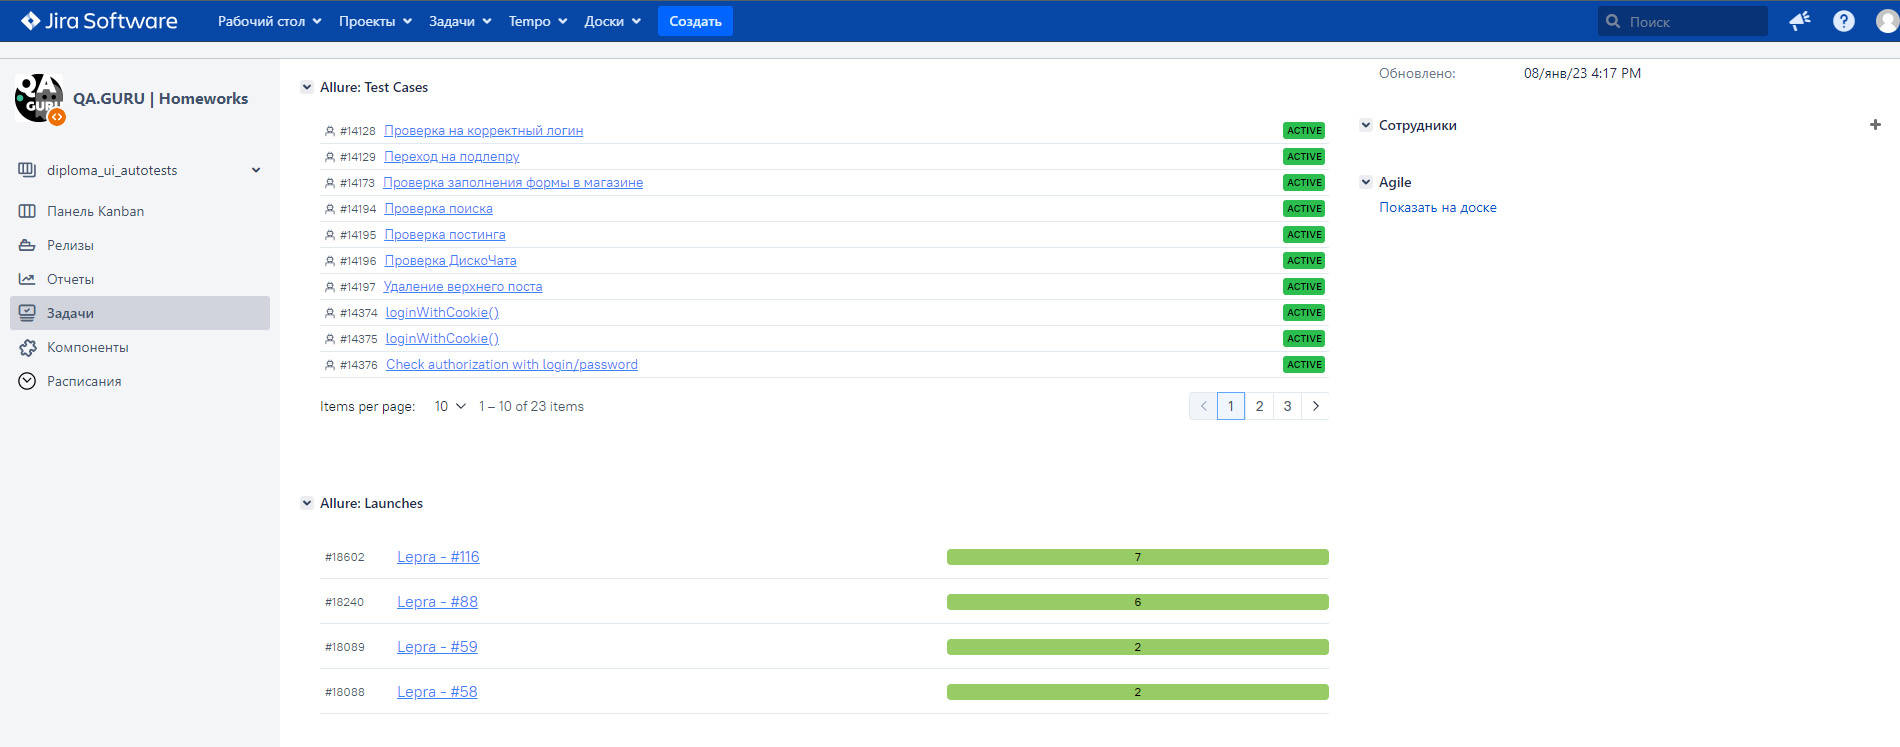 Jira Software Рабочий стол Проекты Задачи Tempo Доски Создать Поиск
QA.GURU | Homeworks
diploma_ui_autotests
Панель Kanban
Релизы
Отчеты
Задачи
Компоненты
Расписания
Allure: Test Cases
#14128 Проверка на корректный логин ACTIVE
#14129 Переход на подлепру ACTIVE
#14173 Проверка заполнения формы в магазине ACTIVE
#14194 Проверка поиска ACTIVE
#14195 Проверка постинга ACTIVE
#14196 Проверка ДискоЧата ACTIVE
#14197 Удаление верхнего поста ACTIVE
#14374 loginWithCookie() ACTIVE
#14375 loginWithCookie() ACTIVE
#14376 Check authorization with login/password ACTIVE
Items per page: 10 1 – 10 of 23 items 1 2 3
Allure: Launches
#18602 Lepra - #116 7
#18240 Lepra - #88 6
#18089 Lepra - #59 2
#18088 Lepra - #58 2
Обновлено: 08/янв/23 4:17 PM
Сотрудники
Agile
Показать на доске